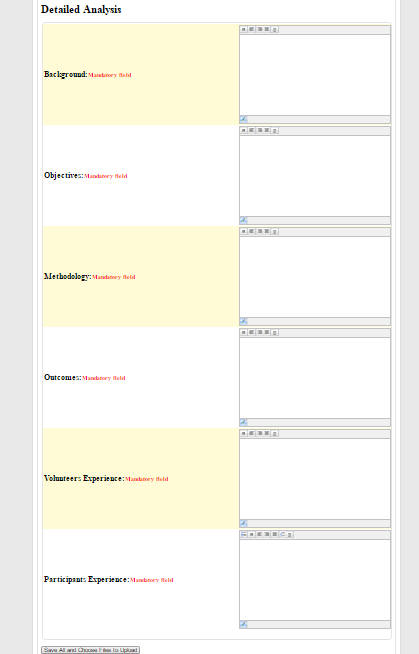 Detailed Analysis
Background:Mandatory field
Objectives:Mandatory field
Methodology:Mandatory field
Outcomes:Mandatory field
Volunteers Experience:Mandatory field
Participants Experience:Mandatory field
Save All and Choose Files to Upload